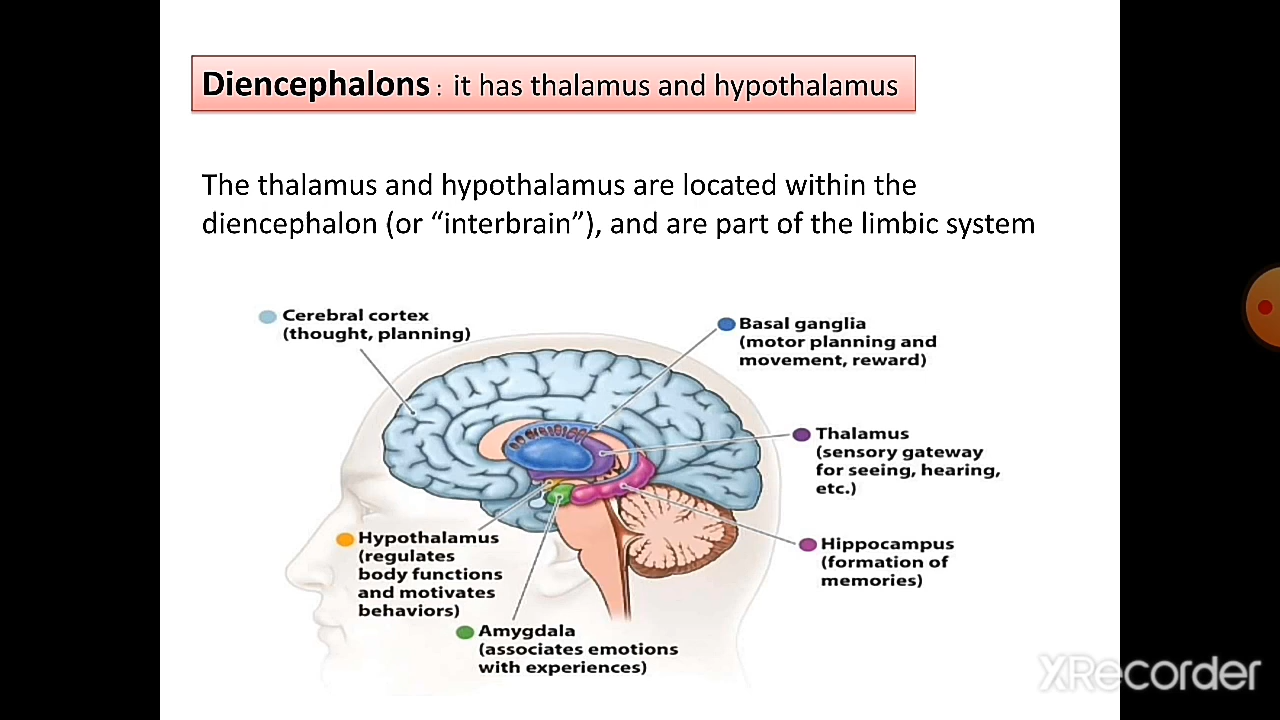 Diencephalons : it has thalamus and hypothalamus
The thalamus and hypothalamus are located within the
diencephalon (or “interbrain”), and are part of the limbic system
Cerebral cortex
(thought, planning)
Basal ganglia
(motor planning and
movement, reward)
Thalamus
(sensory gateway
for seeing, hearing,
etc.)
Hypothalamus
(regulates
body functions
and motivates
behaviors)
Hippocampus
(formation of
memories)
Amygdala
(associates emotions
with experiences)
XRecorder